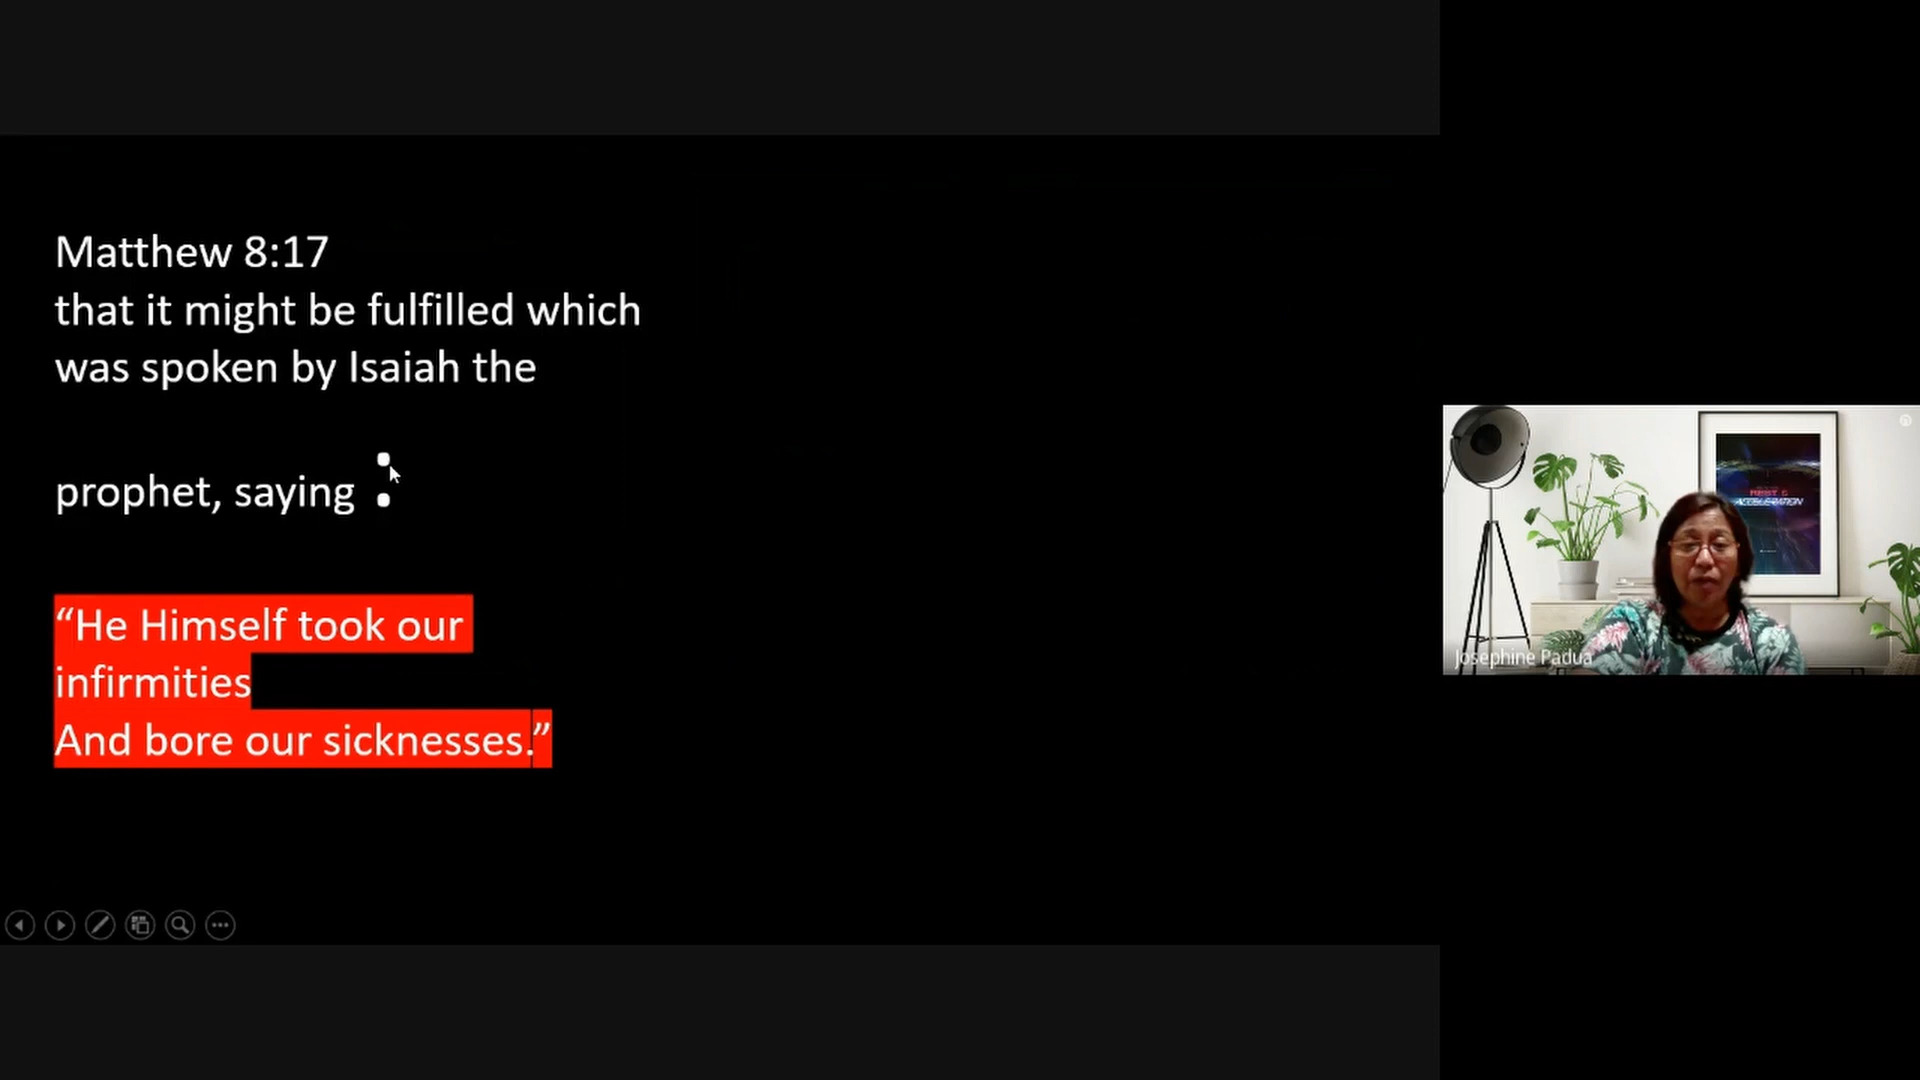 Matthew 8:17
that it might be fulfilled which
was spoken by Isaiah the
prophet, saying :
“He Himself took our
infirmities
And bore our sicknesses.”
ACCELERATION
Josephine Padua